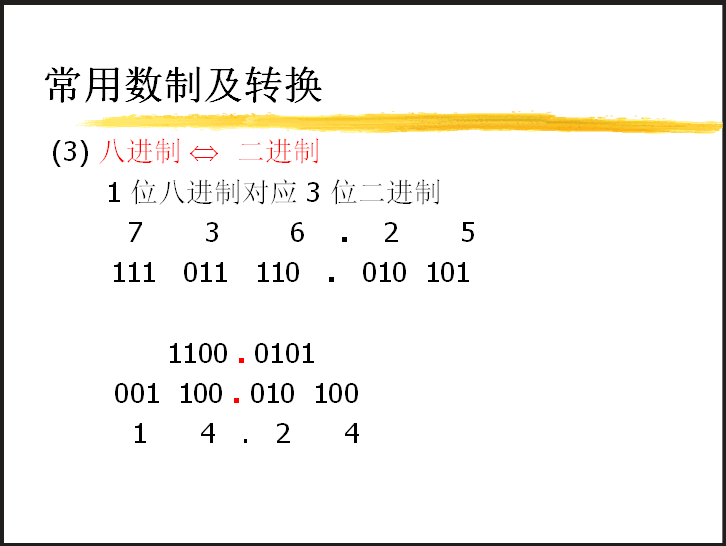 常用数制及转换
(3) 八进制 ⇔ 二进制
1 位八进制对应 3 位二进制
7 3 6 . 2 5
111 011 110 . 010 101
1100 . 0101
001 100 . 010 100
1 4 . 2 4